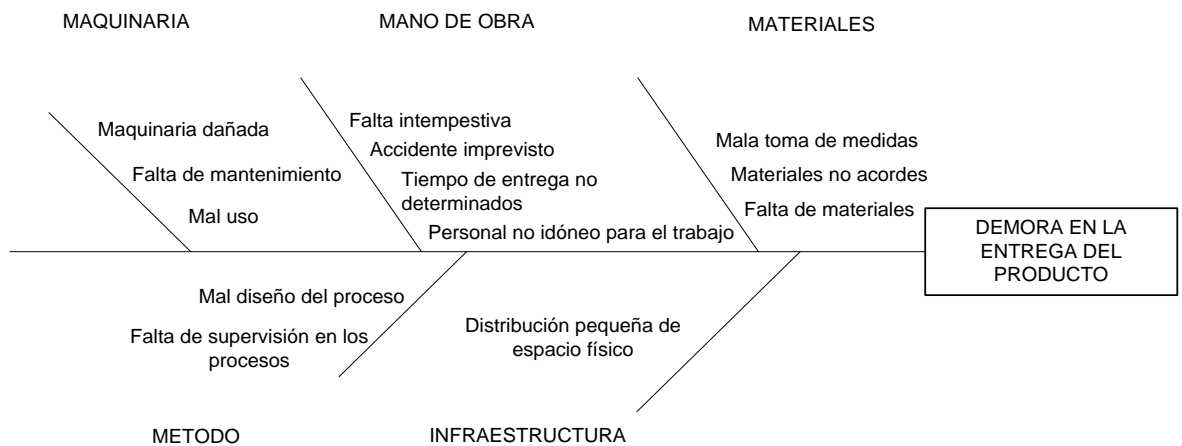 MAQUINARIA
MANO DE OBRA
MATERIALES
Maquinaria dañada
Falta de mantenimiento
Mal uso
Falta intempestiva
Accidente imprevisto
Tiempo de entrega no
determinados
Personal no idóneo para el trabajo
Mala toma de medidas
Materiales no acordes
Falta de materiales
DEMORA EN LA
ENTREGA DEL
PRODUCTO
Mal diseño del proceso
Falta de supervisión en los
procesos
Distribución pequeña de
espacio físico
METODO
INFRAESTRUCTURA